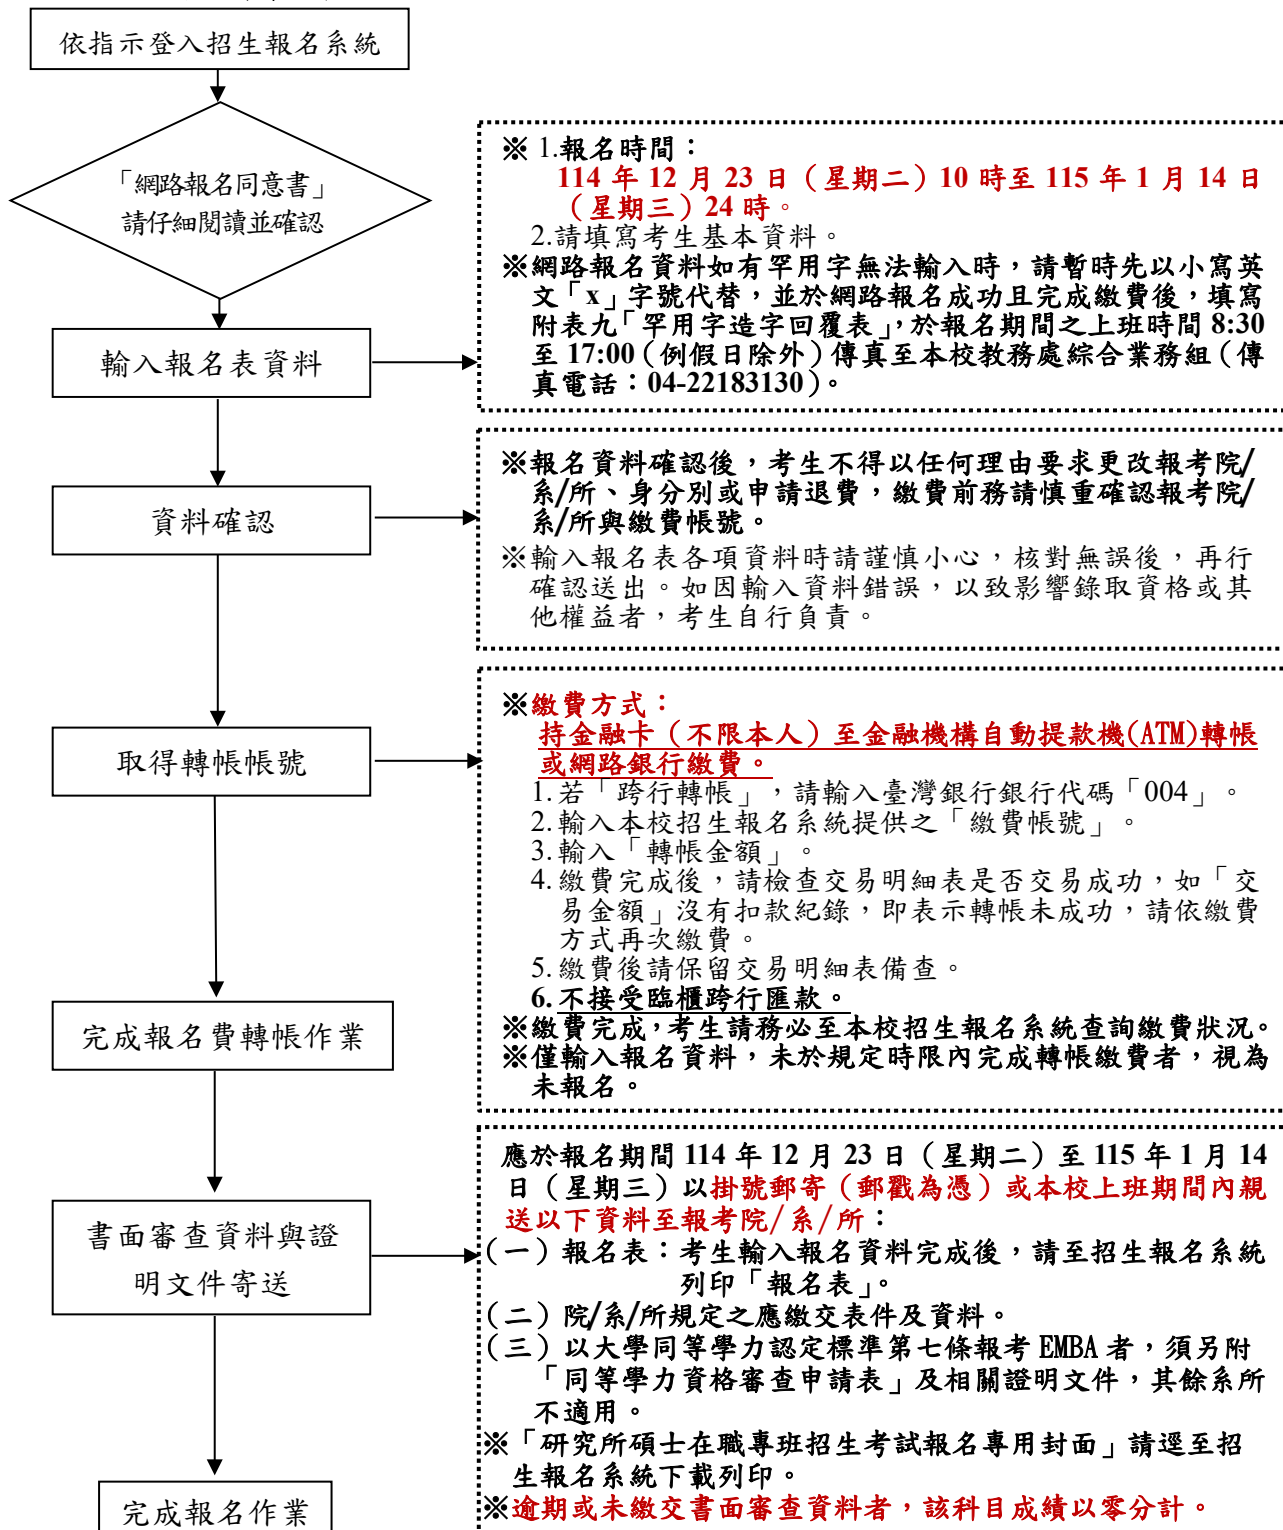 依指示登入招生報名系統
「網路報名同意書」
請仔細閱讀並確認
輸入報名表資料
※ 1.報名時間：
114 年 12 月 23 日（星期二）10 時至 115 年 1 月 14 日
（星期三）24 時。
2.請填寫考生基本資料。
※網路報名資料如有罕用字無法輸入時，請暫時先以小寫英
文「x」字號代替，並於網路報名成功且完成繳費後，填寫
附表九「罕用字造字回覆表」，於報名期間之上班時間 8:30
至 17:00（例假日除外）傳真至本校教務處綜合業務組（傳
真電話：04-22183130）。
資料確認
※報名資料確認後，考生不得以任何理由要求更改報考院/
系/所、身分別或申請退費，繳費前務請慎重確認報考院/
系/所與繳費帳號。
※輸入報名表各項資料時請謹慎小心，核對無誤後，再行
確認送出。如因輸入資料錯誤，以致影響錄取資格或其
他權益者，考生自行負責。
取得轉帳帳號
※繳費方式：
持金融卡（不限本人）至金融機構自動提款機(ATM)轉帳
或網路銀行繳費。
1.若「跨行轉帳」，請輸入臺灣銀行銀行代碼「004」。
2.輸入本校招生報名系統提供之「繳費帳號」。
3.輸入「轉帳金額」。
4.繳費完成後，請檢查交易明細表是否交易成功，如「交
易金額」沒有扣款紀錄，即表示轉帳未成功，請依繳費
方式再次繳費。
5.繳費後請保留交易明細表備查。
6.不接受臨櫃跨行匯款。
※繳費完成，考生請務必至本校招生報名系統查詢繳費狀況。
※僅輸入報名資料，未於規定時限內完成轉帳繳費者，視為
未報名。
完成報名費轉帳作業
書面審查資料與證
明文件寄送
應於報名期間 114 年 12 月 23 日（星期二）至 115 年 1 月 14
日（星期三）以掛號郵寄（郵戳為憑）或本校上班期間內親
送以下資料至報考院/系/所：
（一）報名表：考生輸入報名資料完成後，請至招生報名系統
列印「報名表」。
（二）院/系/所規定之應繳交表件及資料。
（三）以大學同等學力認定標準第七條報考 EMBA 者，須另附
「同等學力資格審查申請表」及相關證明文件，其餘系所
不適用。
※「研究所碩士在職專班招生考試報名專用封面」請逕至招
生報名系統下載列印。
※逾期或未繳交書面審查資料者，該科目成績以零分計。
完成報名作業